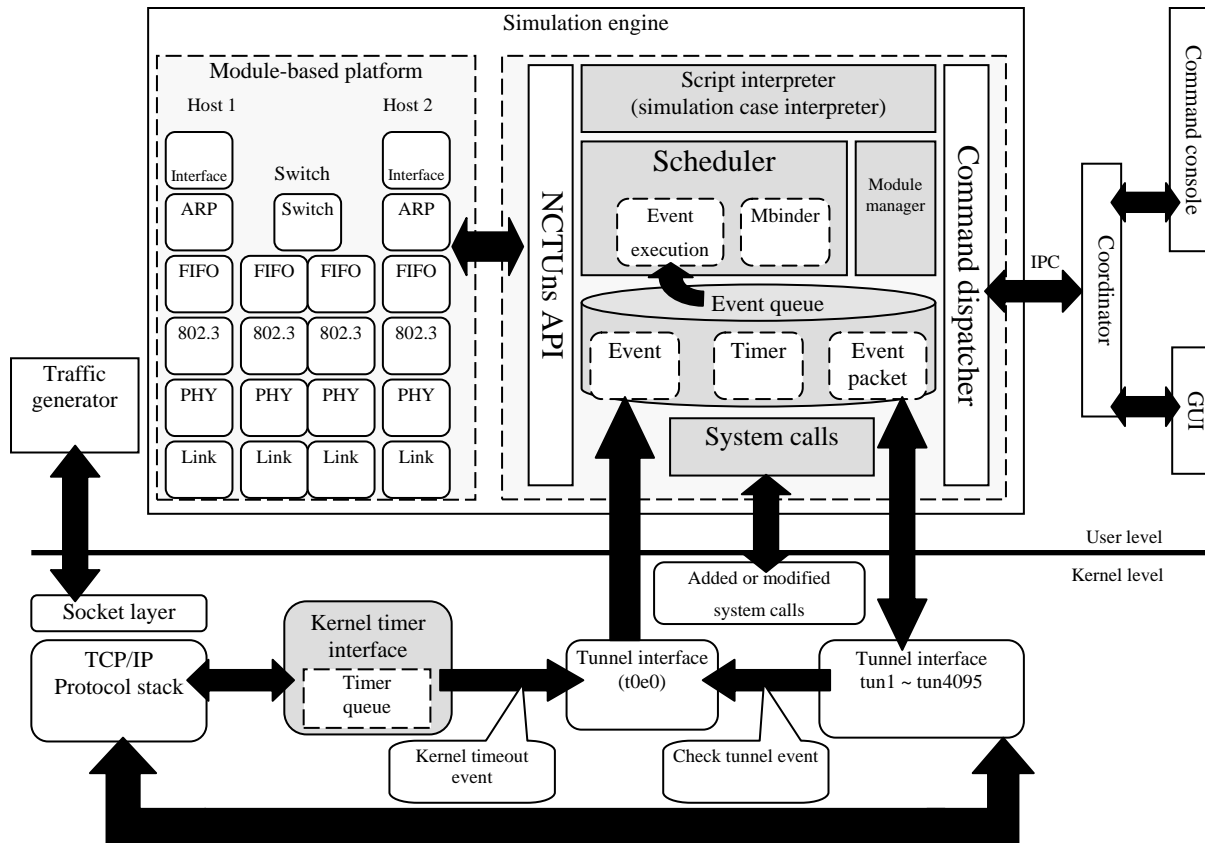 Simulation engine
Module-based platform
Host 1
Host 2
Interface
Switch
Interface
ARP
Switch
ARP
FIFO
FIFO
FIFO
FIFO
802.3
802.3
802.3
802.3
PHY
PHY
PHY
PHY
Link
Link
Link
Link
NCTUns API
Script interpreter
(simulation case interpreter)
Scheduler
Event
execution
Mbinder
Module
manager
Event queue
Event
Timer
Event
packet
System calls
Command dispatcher
IPC
Coordinator
Command console
GUI
Traffic
generator
User level
Kernel level
Socket layer
TCP/IP
Protocol stack
Kernel timer
interface
Timer
queue
Added or modified
system calls
Tunnel interface
(t0e0)
Tunnel interface
tun1 ~ tun4095
Kernel timeout
event
Check tunnel event